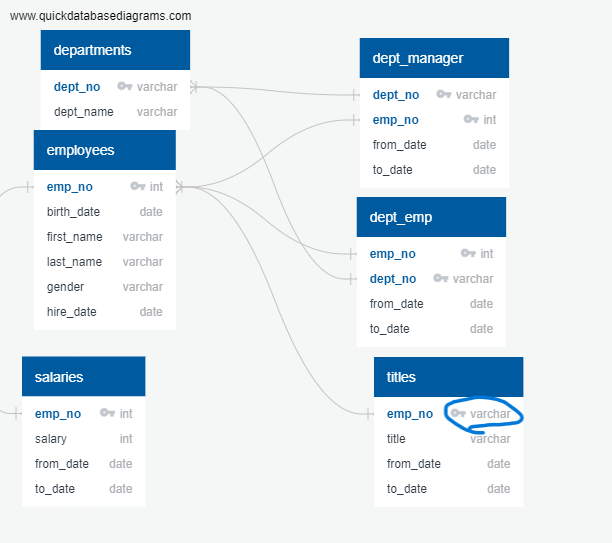 www.quickdatabasediagrams.com
departments
dept_no varchar
dept_name varchar
employees
emp_no int
birth_date date
first_name varchar
last_name varchar
gender varchar
hire_date date
salaries
emp_no int
salary int
from_date date
to_date date
dept_manager
dept_no varchar
emp_no int
from_date date
to_date date
dept_emp
emp_no int
dept_no varchar
from_date date
to_date date
titles
emp_no varchar
title varchar
from_date date
to_date date